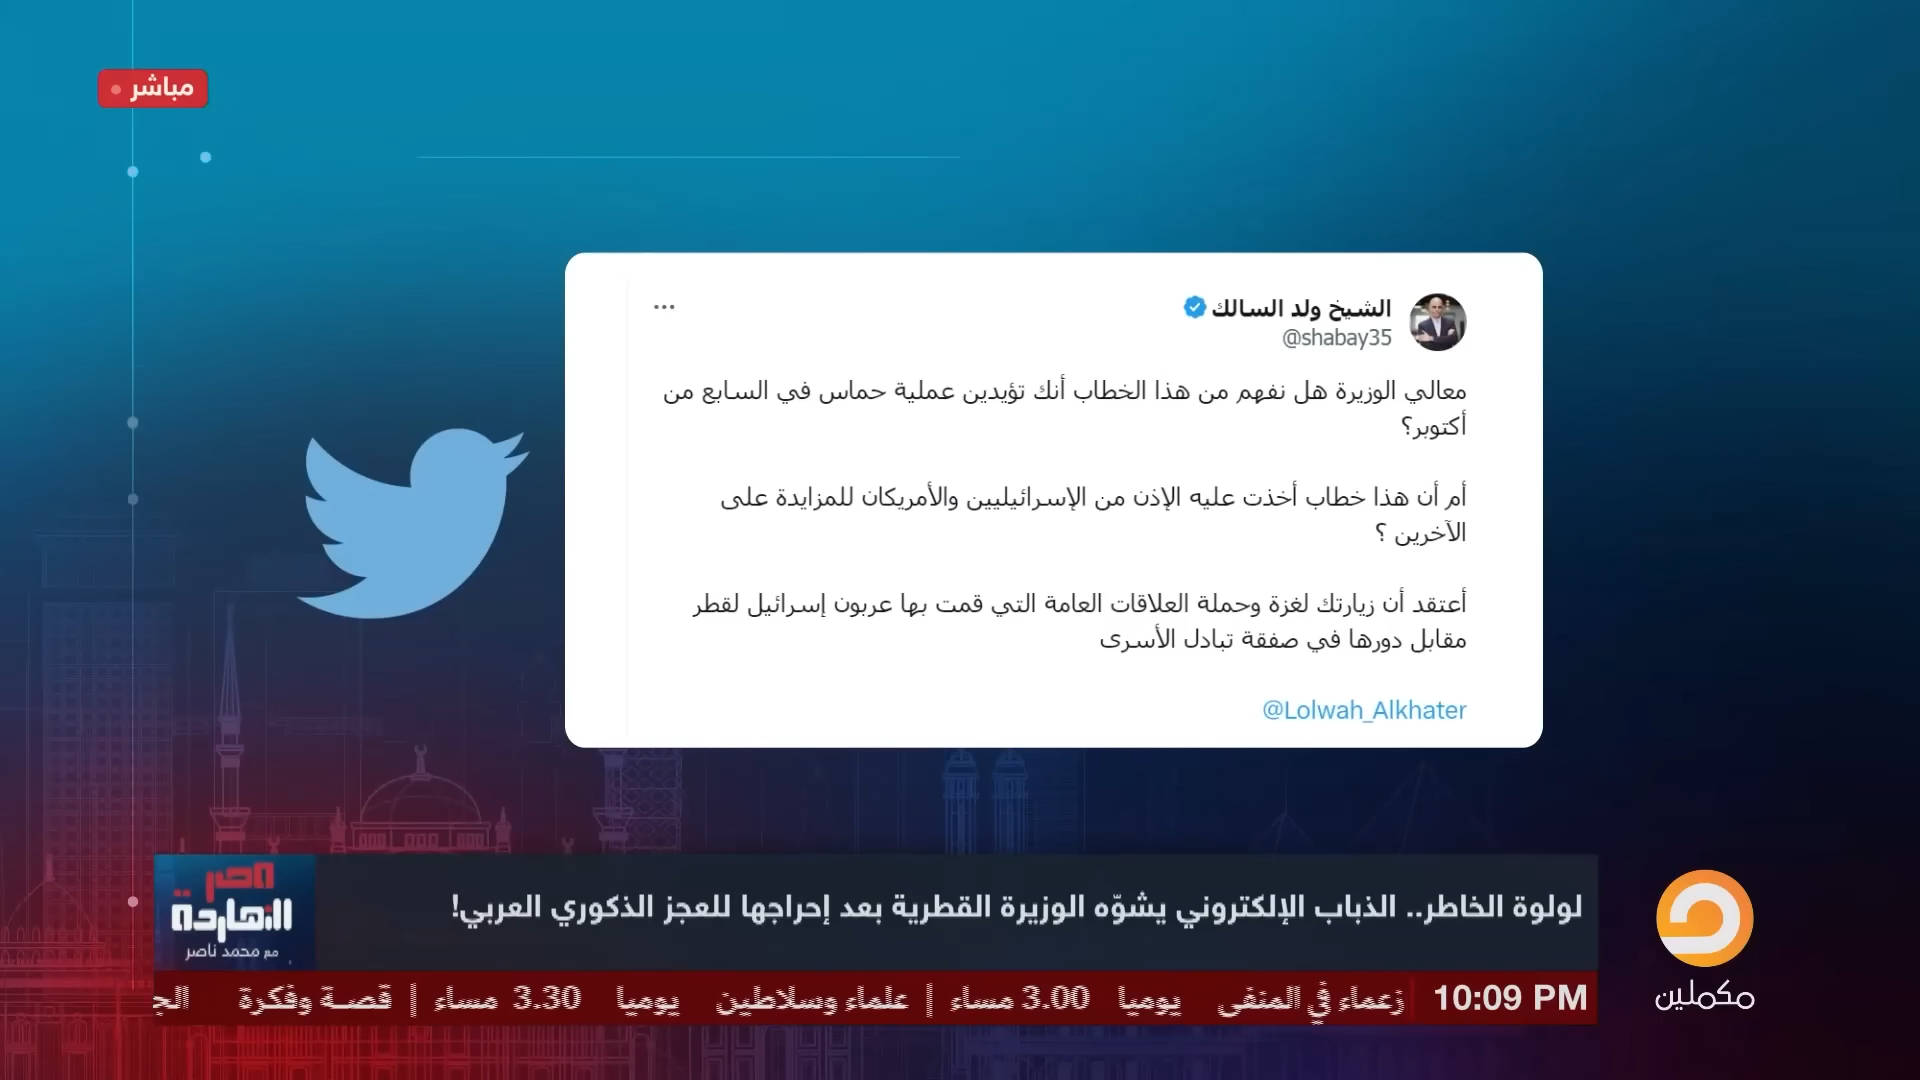 مباشر
الشيخ ولد السالك
@shabay35
معالي الوزيرة هل نفهم من هذا الخطاب أنك تؤيدين عملية حماس في السابع من
أكتوبر؟
أم أن هذا خطاب أخذت عليه الإذن من الإسرائيليين والأمريكان للمزايدة على
الآخرين ؟
أعتقد أن زيارتك لغزة وحملة العلاقات العامة التي قمت بها عربون إسرائيل لقطر
مقابل دورها في صفقة تبادل الأسرى
@Lolwah_Alkhater
لولوة الخاطر.. الذباب الإلكتروني يشوّه الوزيرة القطرية بعد إحراجها للعجز الذكوري العربي!
مصر
النهاردة
مع محمد ناصر
10:09 PM
زعماء في المنفى يوميا 3.00 مساء | علماء وسلاطين يوميا 3.30 مساء | قصة وفكرة الج
مكملين